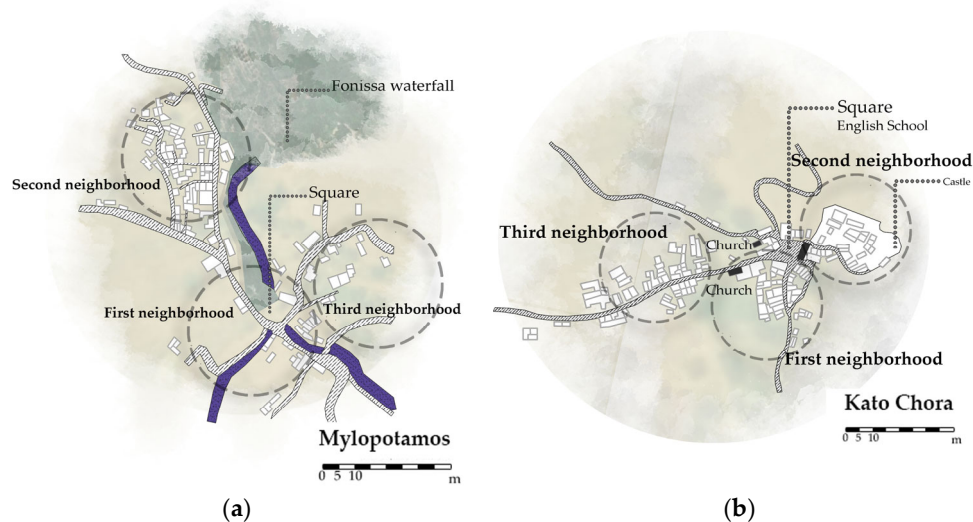 Fonissa waterfall
Second neighborhood
Square
First neighborhood
Third neighborhood
Mylopotamos
0 5 10
m
(a)
Square
English School
Second neighborhood
Castle
Third neighborhood
Church
Church
First neighborhood
Kato Chora
0 5 10
m
(b)